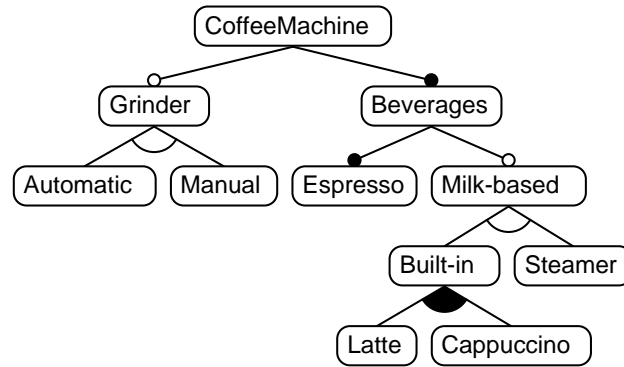 CoffeeMachine
Grinder
Beverages
Automatic
Manual
Espresso
Milk-based
Built-in
Steamer
Latte
Cappuccino